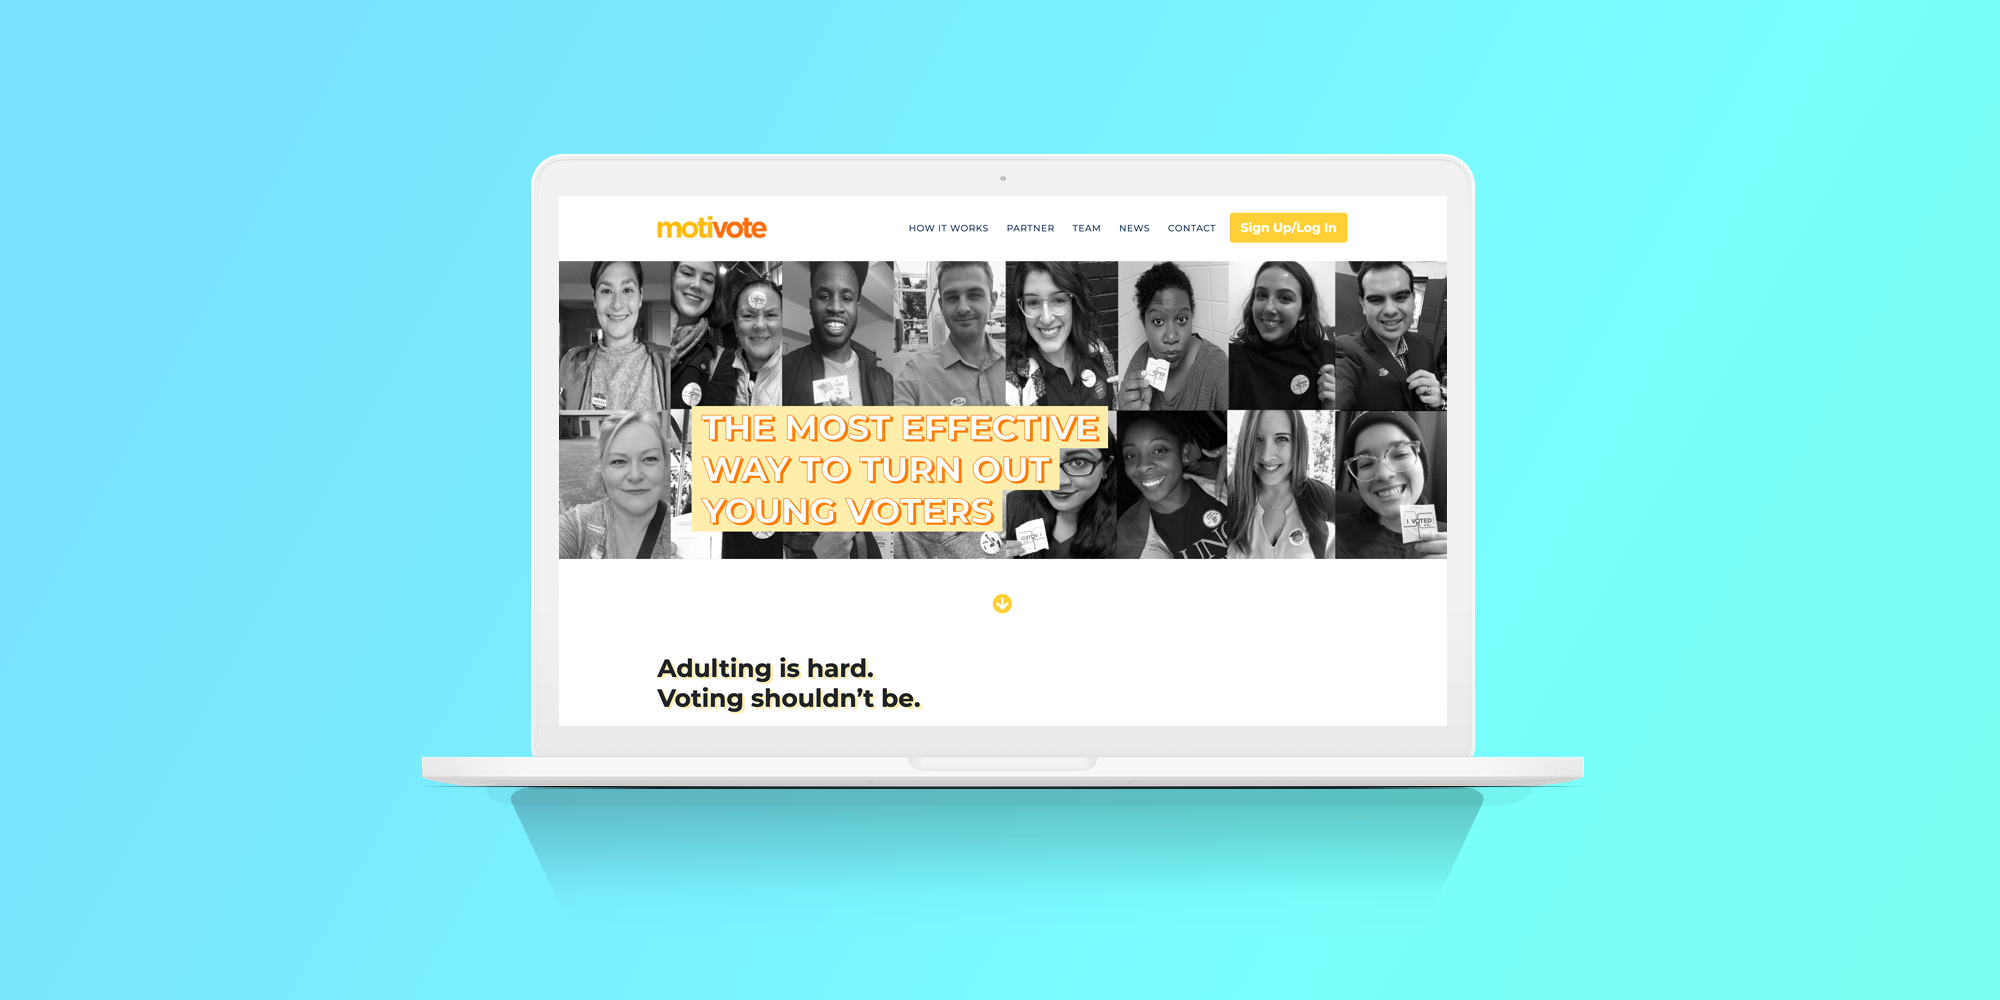 motivote
HOW IT WORKS
PARTNER
TEAM
NEWS
CONTACT
Sign Up/Log In
THE MOST EFFECTIVE
WAY TO TURN OUT
YOUNG VOTERS
I VOTED
Adulting is hard.
Voting shouldn’t be.